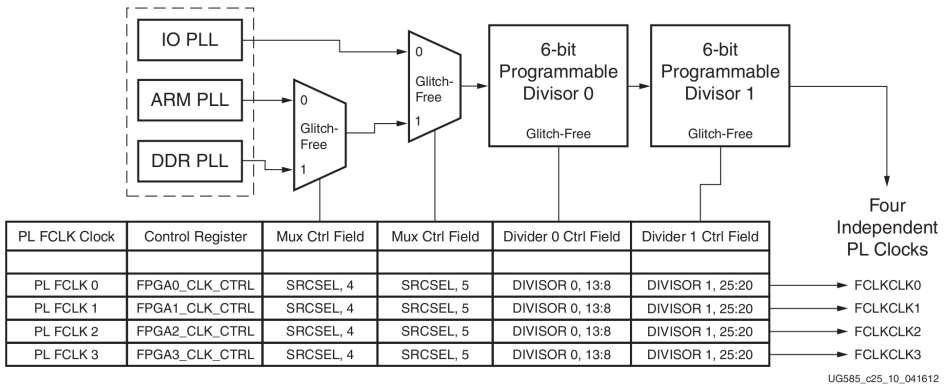 IO PLL
ARM PLL
DDR PLL
0
Glitch-
Free
1
0
Glitch-
Free
1
6-bit
Programmable
Divisor 0
Glitch-Free
6-bit
Programmable
Divisor 1
Glitch-Free
Four
Independent
PL Clocks
PL FCLK Clock Control Register Mux Ctrl Field Mux Ctrl Field Divider 0 Ctrl Field Divider 1 Ctrl Field
PL FCLK 0 FPGA0_CLK_CTRL SRCSEL, 4 SRCSEL, 5 DIVISOR 0, 13:8 DIVISOR 1, 25:20 FCLKCLK0
PL FCLK 1 FPGA1_CLK_CTRL SRCSEL, 4 SRCSEL, 5 DIVISOR 0, 13:8 DIVISOR 1, 25:20 FCLKCLK1
PL FCLK 2 FPGA2_CLK_CTRL SRCSEL, 4 SRCSEL, 5 DIVISOR 0, 13:8 DIVISOR 1, 25:20 FCLKCLK2
PL FCLK 3 FPGA3_CLK_CTRL SRCSEL, 4 SRCSEL, 5 DIVISOR 0, 13:8 DIVISOR 1, 25:20 FCLKCLK3
UG585_c25_10_041612